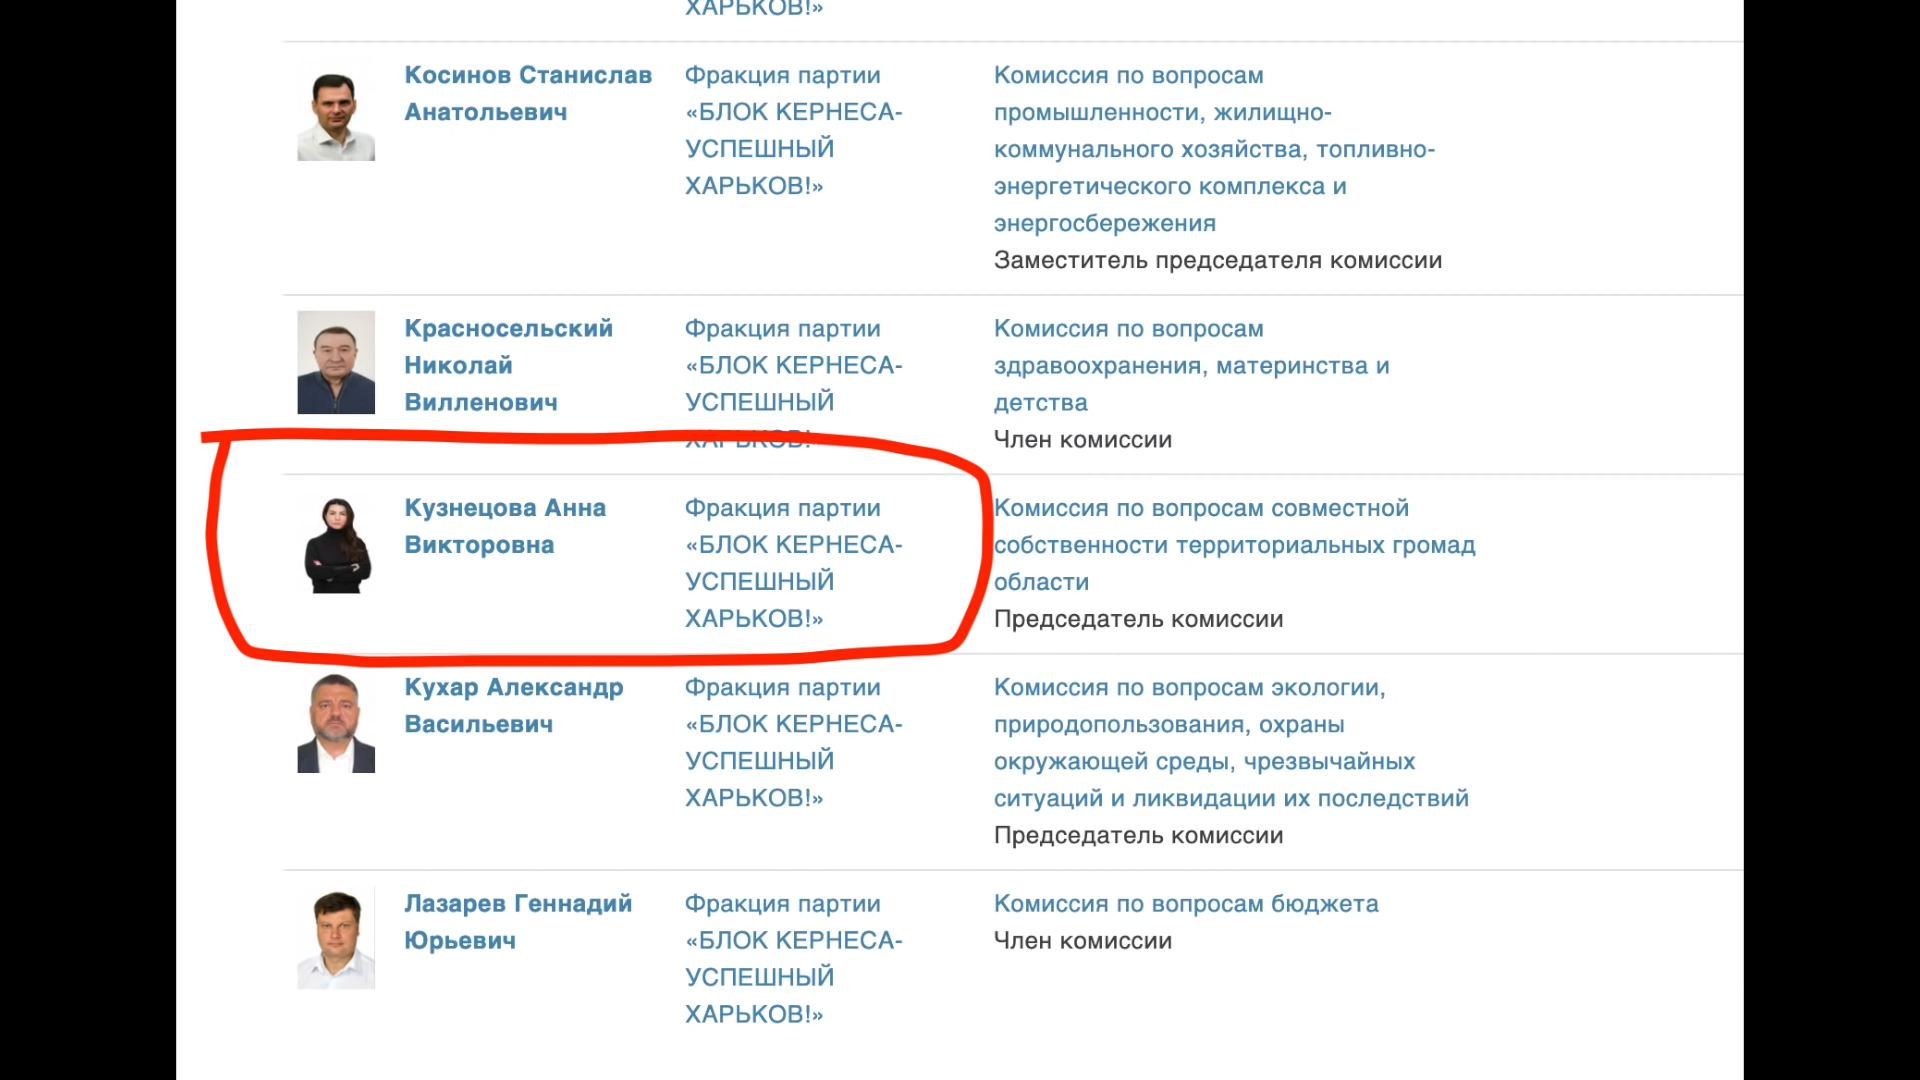 ХАРЬКОВ!»
Косинов Станислав
Анатольевич
Фракция партии
«БЛОК КЕРНЕСА-
УСПЕШНЫЙ
ХАРЬКОВ!»
Комиссия по вопросам
промышленности, жилищно-
коммунального хозяйства, топливно-
энергетического комплекса и
энергосбережения
Заместитель председателя комиссии
Красносельский
Николай
Вилленович
Фракция партии
«БЛОК КЕРНЕСА-
УСПЕШНЫЙ
ХАРЬКОВ!»
Комиссия по вопросам
здравоохранения, материнства и
детства
Член комиссии
Кузнецова Анна
Викторовна
Фракция партии
«БЛОК КЕРНЕСА-
УСПЕШНЫЙ
ХАРЬКОВ!»
Комиссия по вопросам совместной
собственности территориальных громад
области
Председатель комиссии
Кухар Александр
Васильевич
Фракция партии
«БЛОК КЕРНЕСА-
УСПЕШНЫЙ
ХАРЬКОВ!»
Комиссия по вопросам экологии,
природопользования, охраны
окружающей среды, чрезвычайных
ситуаций и ликвидации их последствий
Председатель комиссии
Лазарев Геннадий
Юрьевич
Фракция партии
«БЛОК КЕРНЕСА-
УСПЕШНЫЙ
ХАРЬКОВ!»
Комиссия по вопросам бюджета
Член комиссии